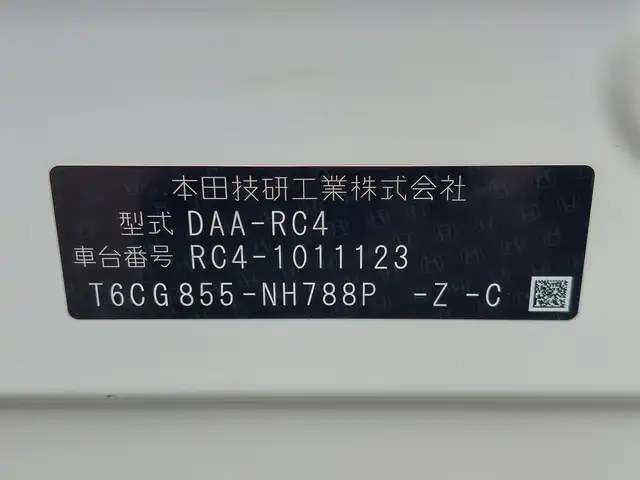 本田技研工業株式会社
型式 DAA-RC4
車台番号 RC4-1011123
T6CG855-NH788P -Z -C